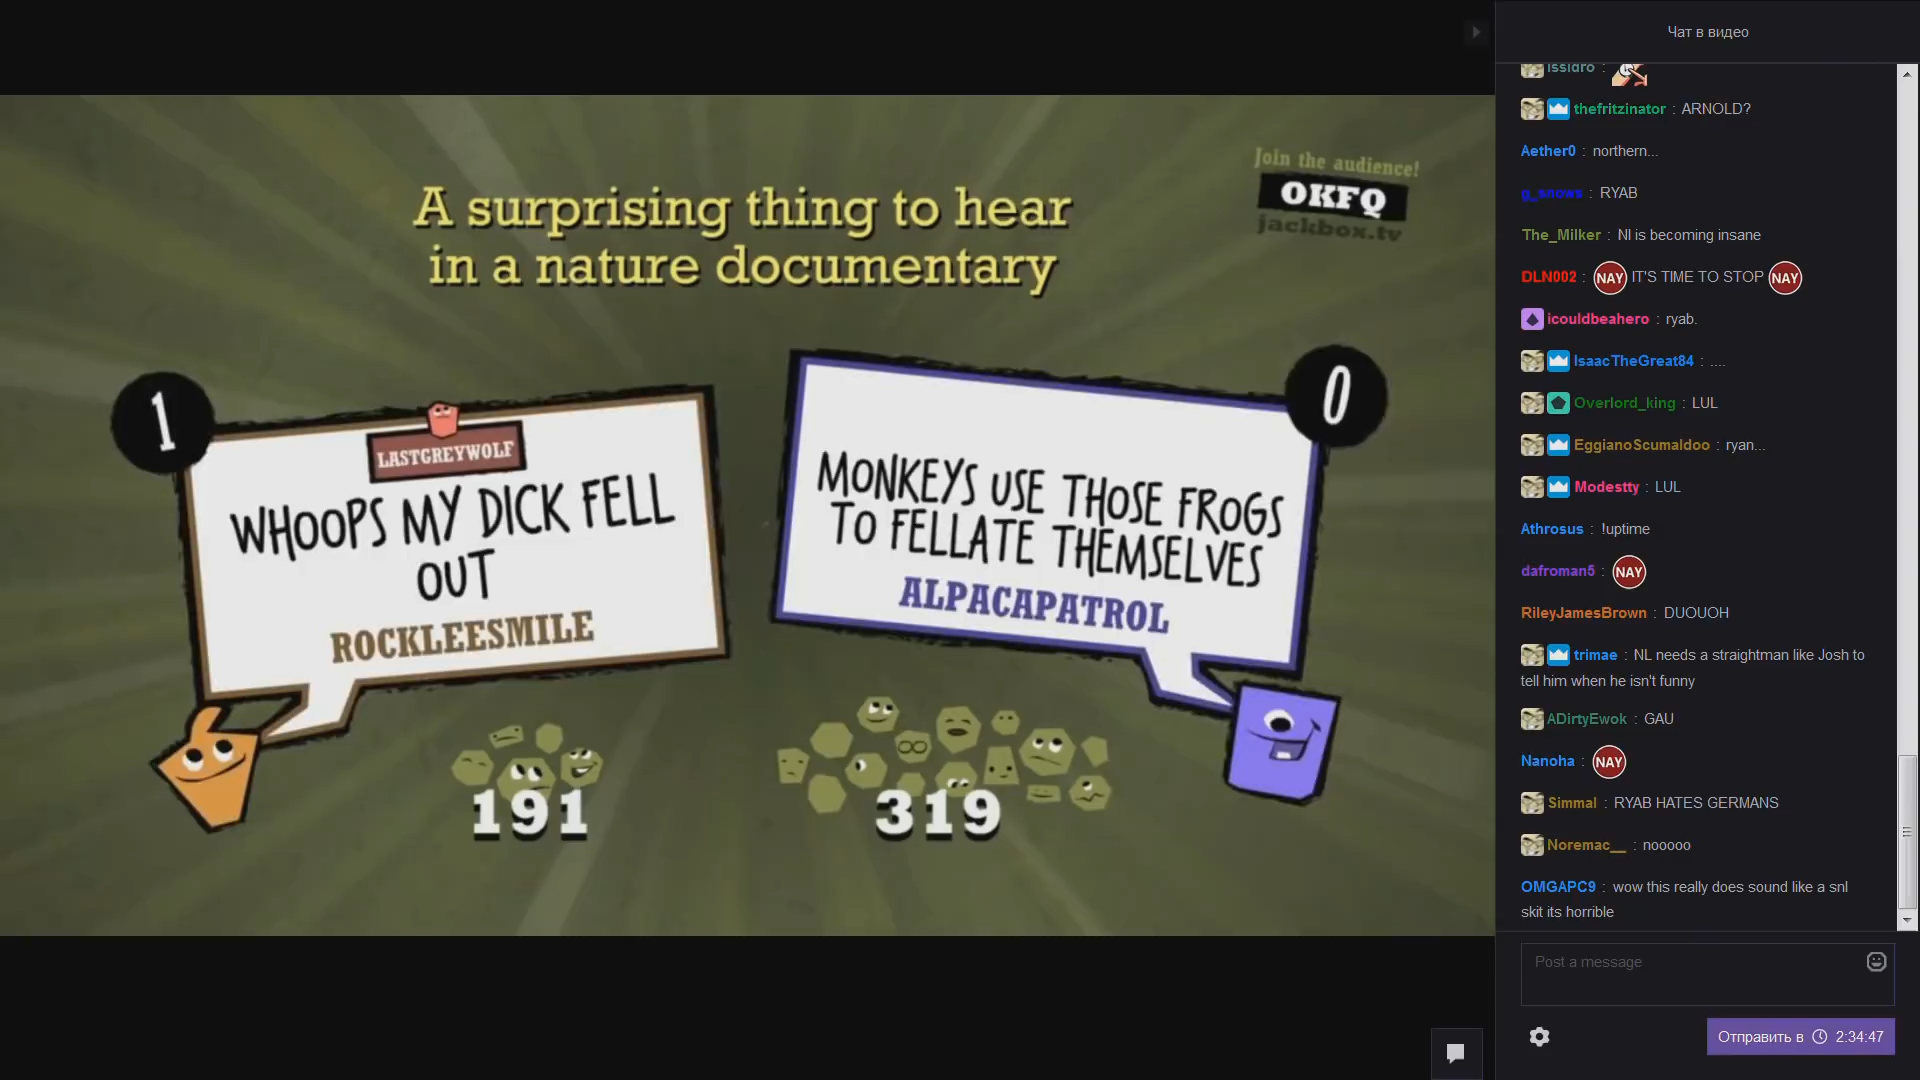 Чат в видео
A surprising thing to hear
in a nature documentary
Join the audience!
OKFQ
jackbox.tv
1
LASTGREYWOLF
WHOOPS MY DICK FELL
OUT
ROCKLEESMILE
191
0
MONKEYS USE THOSE FROGS
TO FELLATE THEMSELVES
ALPACAPATROL
319
issidro :
thefritzinator : ARNOLD?
Aether0 : northern...
g_snows : RYAB
The_Milker : Nl is becoming insane
DLN002 : NAY IT'S TIME TO STOP NAY
icouldbeahero : ryab.
IsaacTheGreat84 : ....
Overlord_king : LUL
EggianoScumaldoo : ryan...
Modestty : LUL
Athrosus : !uptime
dafroman5 : NAY
RileyJamesBrown : DUOUOH
trimae : NL needs a straightman like Josh to
tell him when he isn't funny
ADirtyEwok : GAU
Nanoha : NAY
Simmal : RYAB HATES GERMANS
Noremac__ : nooooo
OMGAPC9 : wow this really does sound like a snl
skit its horrible
Post a message
Отправить в 2:34:47